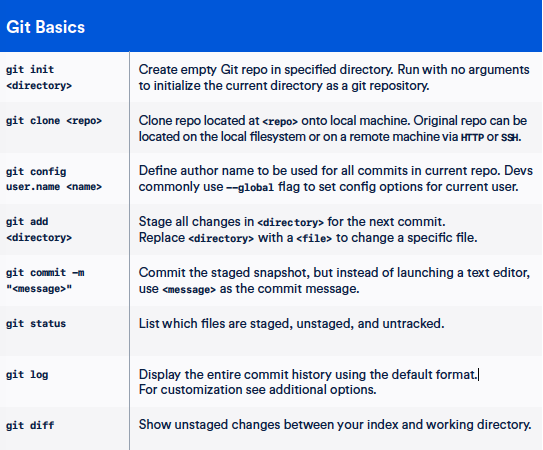 Git Basics
git init
<directory>
Create empty Git repo in specified directory. Run with no arguments
to initialize the current directory as a git repository.
git clone <repo>
Clone repo located at <repo> onto local machine. Original repo can be
located on the local filesystem or on a remote machine via HTTP or SSH.
git config
user.name <name>
Define author name to be used for all commits in current repo. Devs
commonly use --global flag to set config options for current user.
git add
<directory>
Stage all changes in <directory> for the next commit.
Replace <directory> with a <file> to change a specific file.
git commit -m
"<message>"
Commit the staged snapshot, but instead of launching a text editor,
use <message> as the commit message.
git status
List which files are staged, unstaged, and untracked.
git log
Display the entire commit history using the default format.
For customization see additional options.
git diff
Show unstaged changes between your index and working directory.